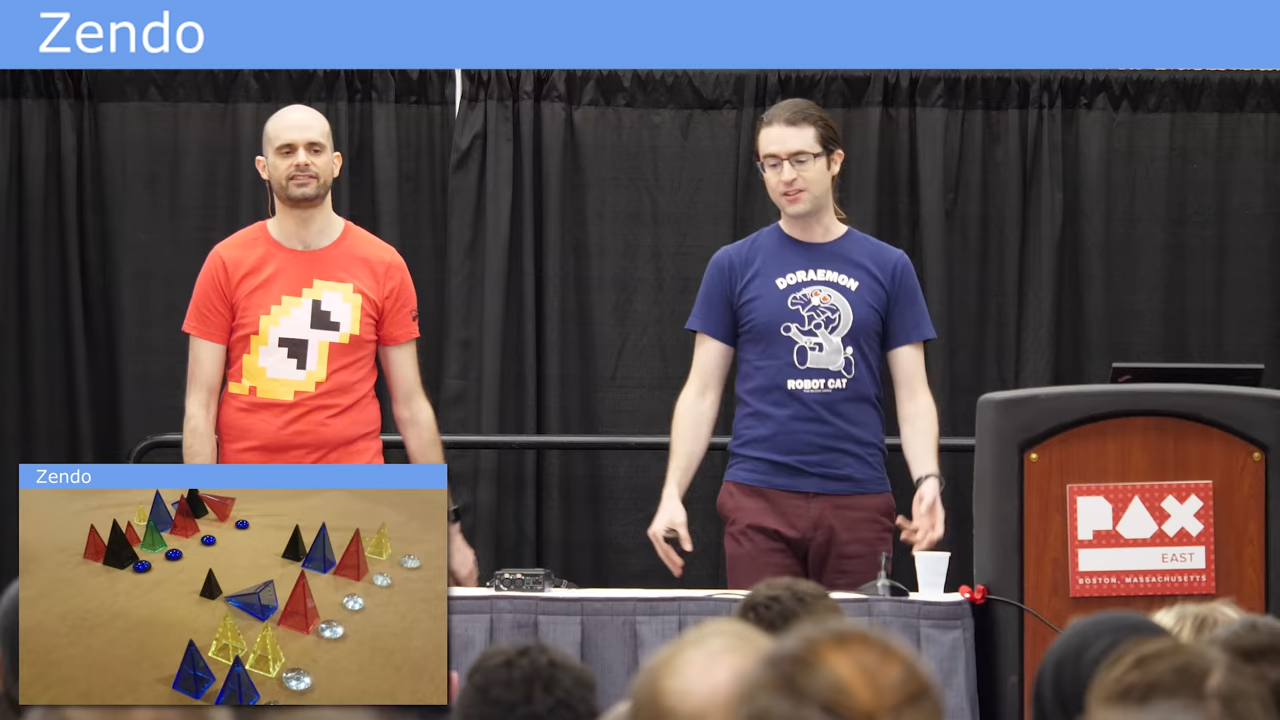 Zendo
DORAEMON
ROBOT CAT
Zendo
PAX
EAST
BOSTON, MASSACHUSETTS